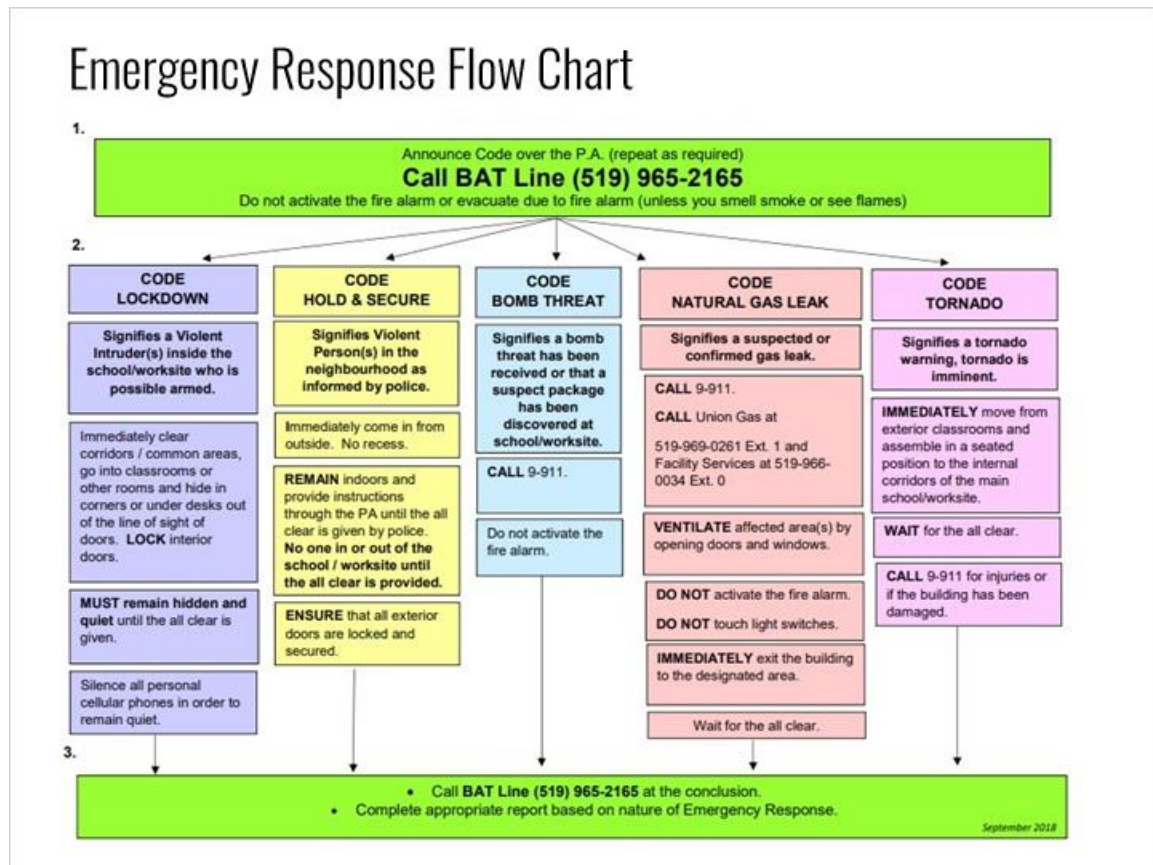 Emergency Response Flow Chart
1.
Announce Code over the P.A. (repeat as required)
Call BAT Line (519) 965-2165
Do not activate the fire alarm or evacuate due to fire alarm (unless you smell smoke or see flames)
2.
CODE
LOCKDOWN
Signifies a Violent
Intruder(s) inside the
school/worksite who is
possible armed.
Immediately clear
corridors / common areas,
go into classrooms or
other rooms and hide in
corners or under desks out
of the line of sight of
doors. LOCK interior
doors.
MUST remain hidden and
quiet until the all clear is
given.
Silence all personal
cellular phones in order to
remain quiet.
CODE
HOLD & SECURE
Signifies Violent
Person(s) in the
neighbourhood as
informed by police.
Immediately come in from
outside. No recess.
REMAIN indoors and
provide instructions
through the PA until the all
clear is given by police.
No one in or out of the
school / worksite until
the all clear is provided.
ENSURE that all exterior
doors are locked and
secured.
CODE
BOMB THREAT
Signifies a bomb
threat has been
received or that a
suspect package
has been
discovered at
school/worksite.
CALL 9-911.
Do not activate the
fire alarm.
CODE
NATURAL GAS LEAK
Signifies a suspected or
confirmed gas leak.
CALL 9-911.
CALL Union Gas at
519-969-0261 Ext. 1 and
Facility Services at 519-966-
0034 Ext. 0
VENTILATE affected area(s) by
opening doors and windows.
DO NOT activate the fire alarm.
DO NOT touch light switches.
IMMEDIATELY exit the building
to the designated area.
Wait for the all clear.
CODE
TORNADO
Signifies a tornado
warning, tornado is
imminent.
IMMEDIATELY move from
exterior classrooms and
assemble in a seated
position to the internal
corridors of the main
school/worksite.
WAIT for the all clear.
CALL 9-911 for injuries or
if the building has been
damaged.
3.
• Call BAT Line (519) 965-2165 at the conclusion.
• Complete appropriate report based on nature of Emergency Response.
September 2018